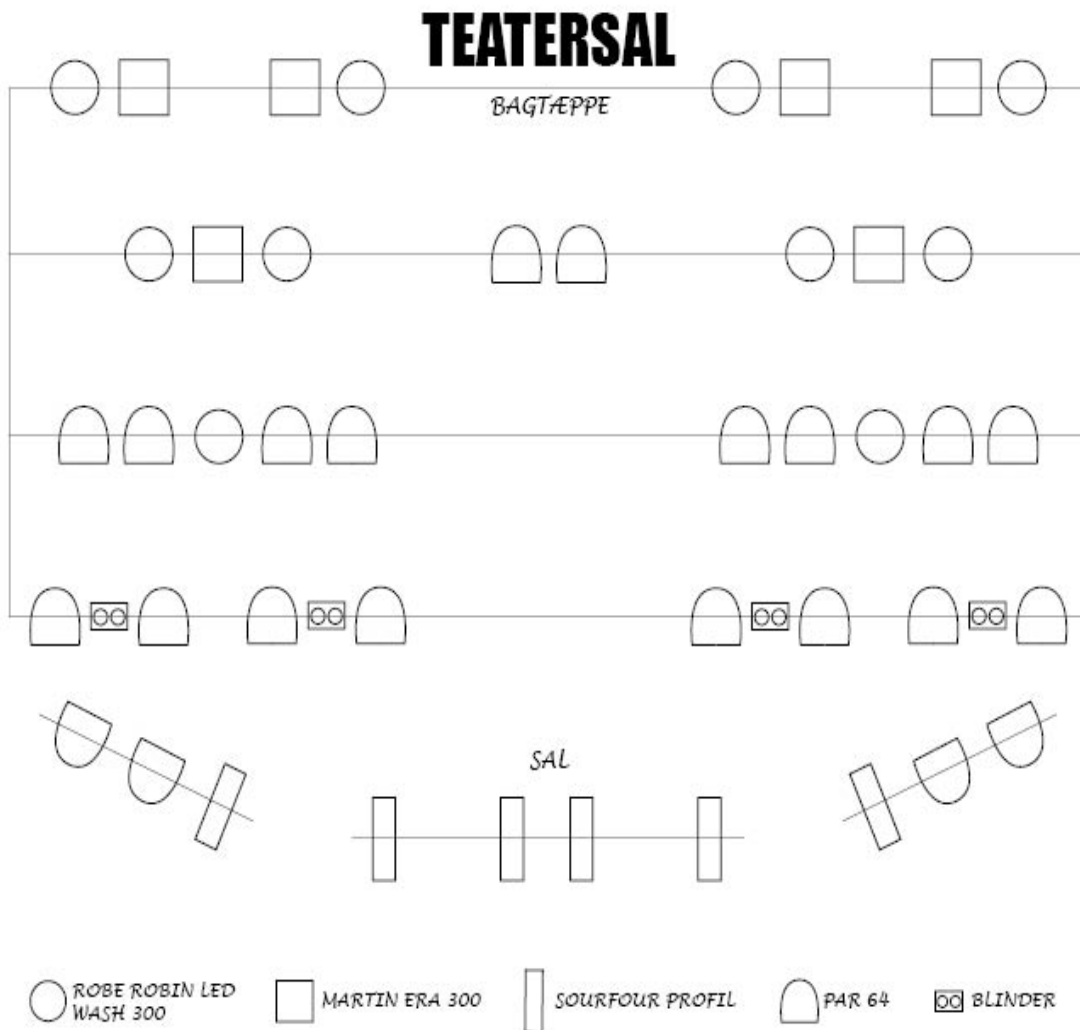 TEATERSAL
BAGTÆPPE
SAL
ROBE ROBIN LED
WASH 300
MARTIN ERA 300
SOURFOUR PROFIL
PAR 64
BLINDER